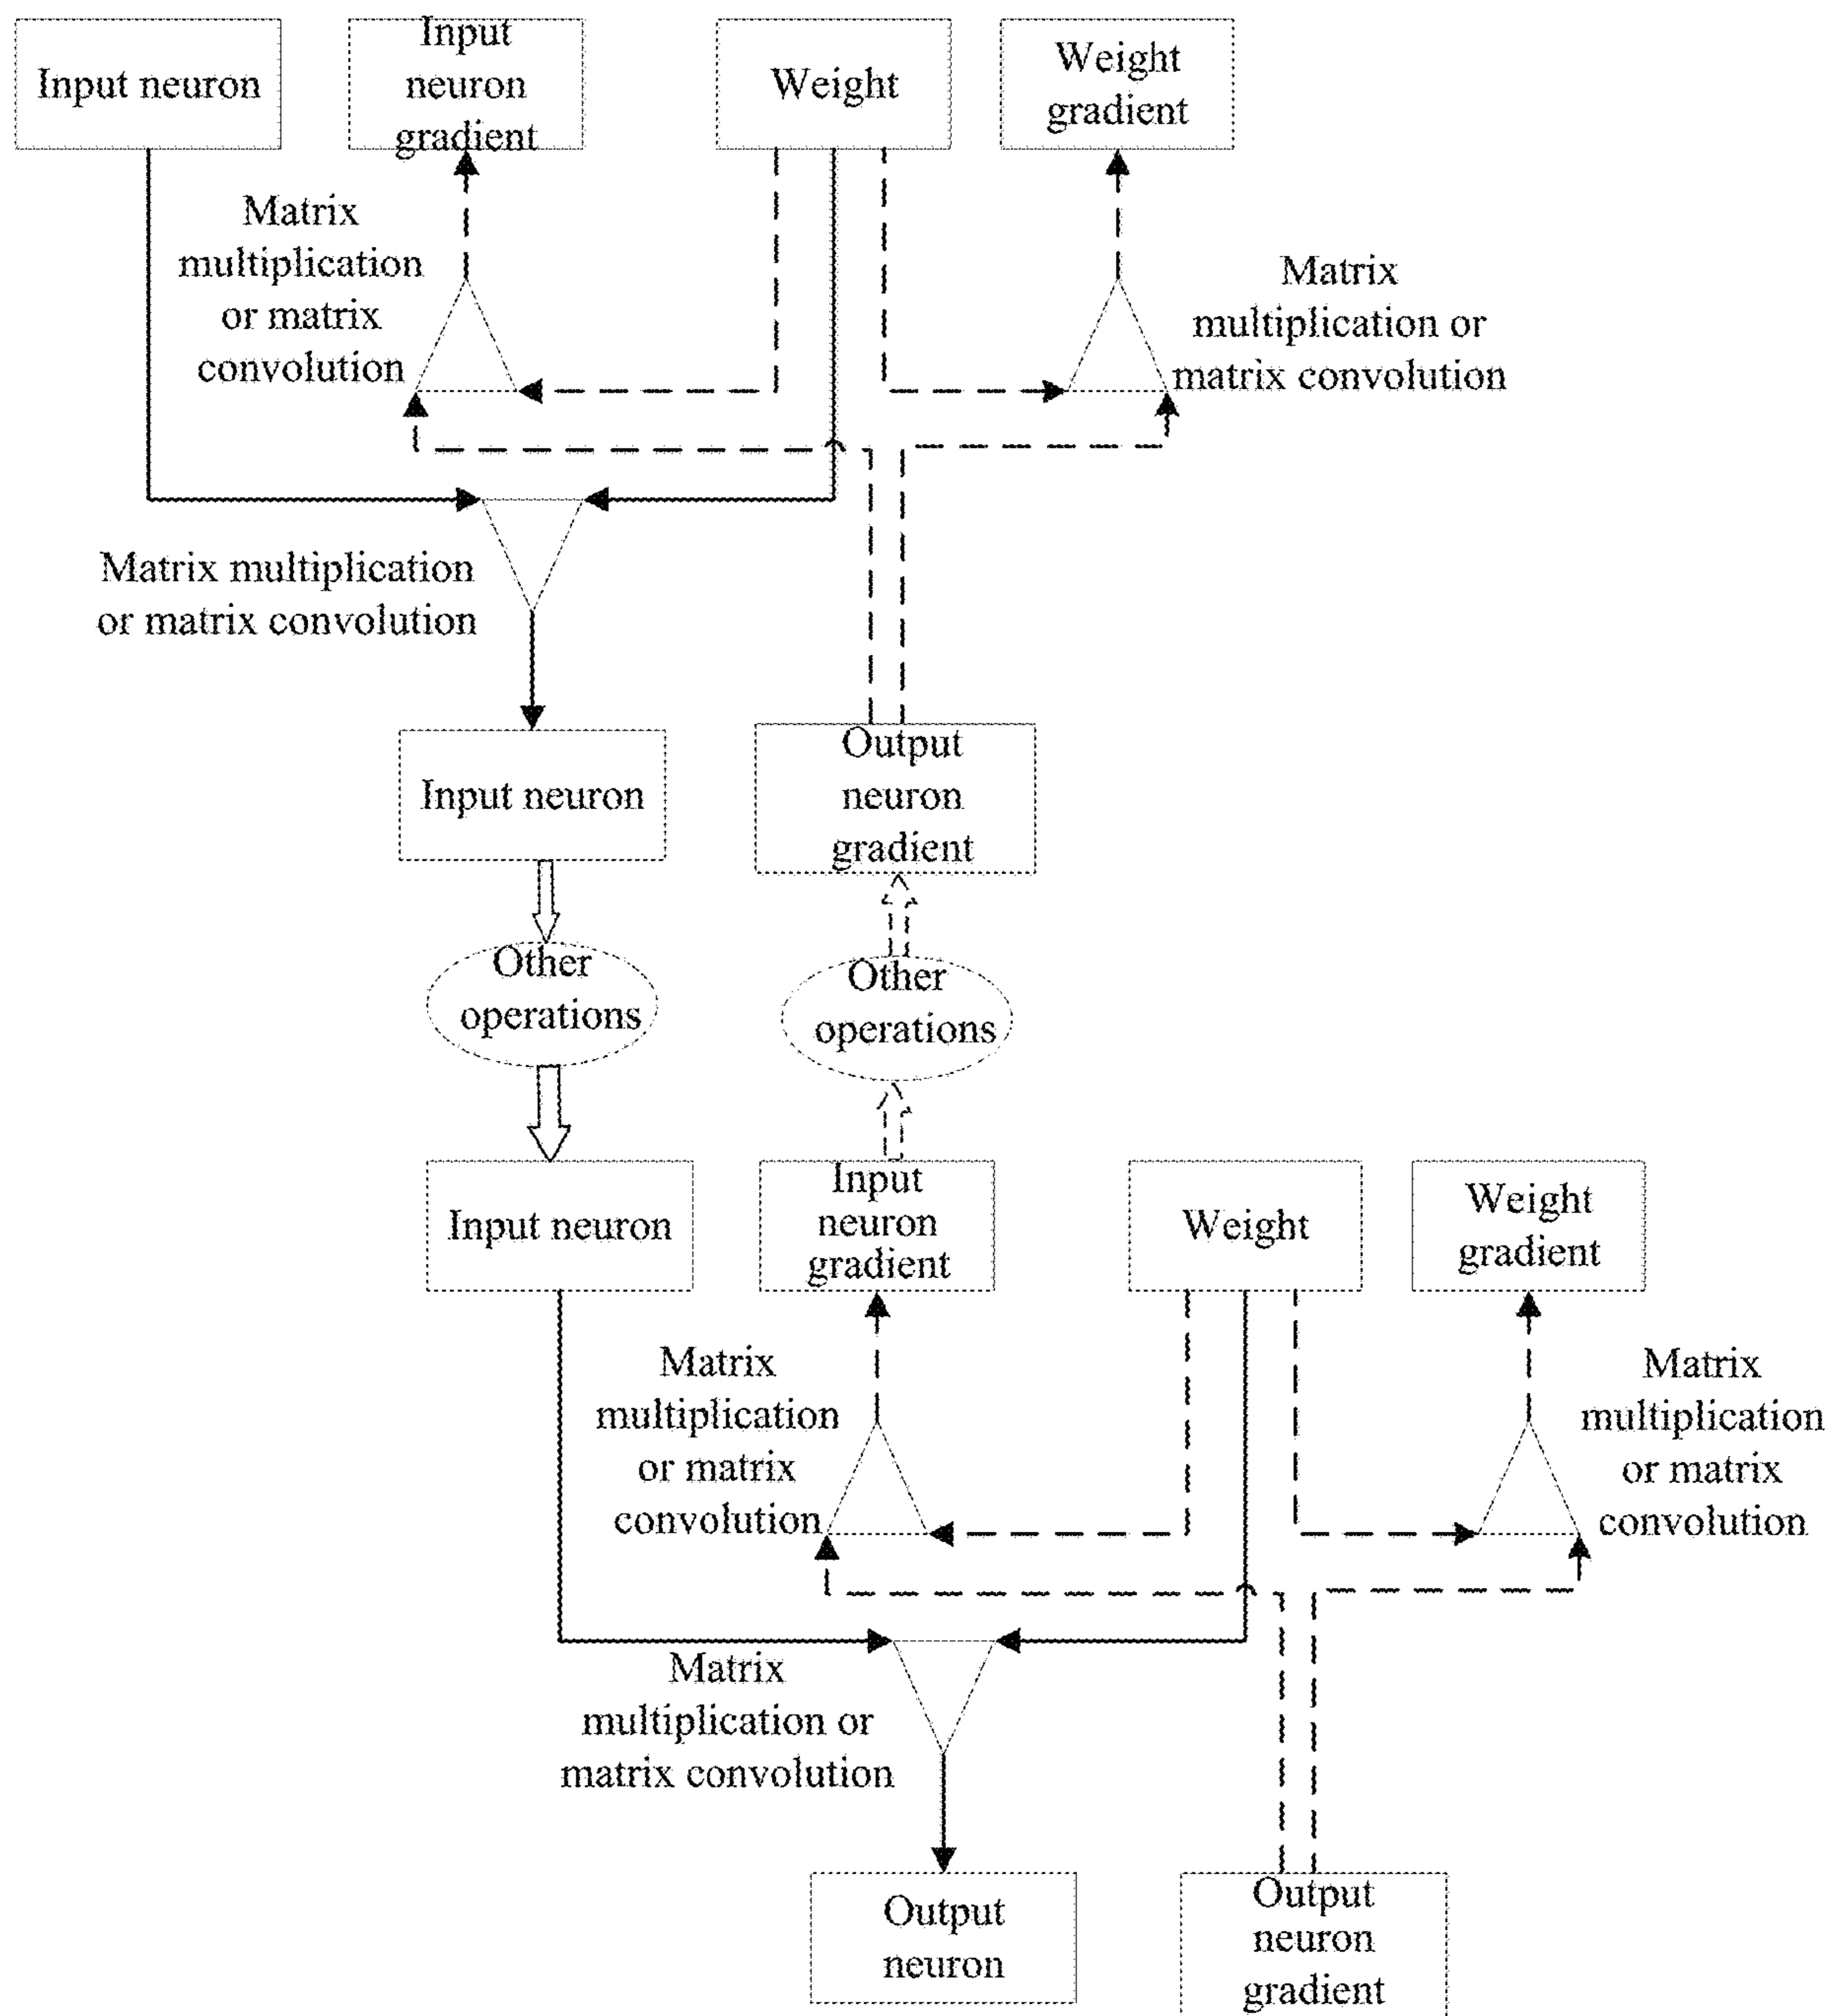 Input neuron
Input
neuron
gradient
Weight
Weight
gradient
Matrix
multiplication
or matrix
convolution
Matrix
multiplication or
matrix convolution
Matrix multiplication
or matrix convolution
Input neuron
Output
neuron
gradient
Other
operations
Other
operations
Input neuron
Input
neuron
gradient
Weight
Weight
gradient
Matrix
multiplication
or matrix
convolution
Matrix
multiplication
or matrix
convolution
Matrix
multiplication or
matrix convolution
Output
neuron
Output
neuron
gradient